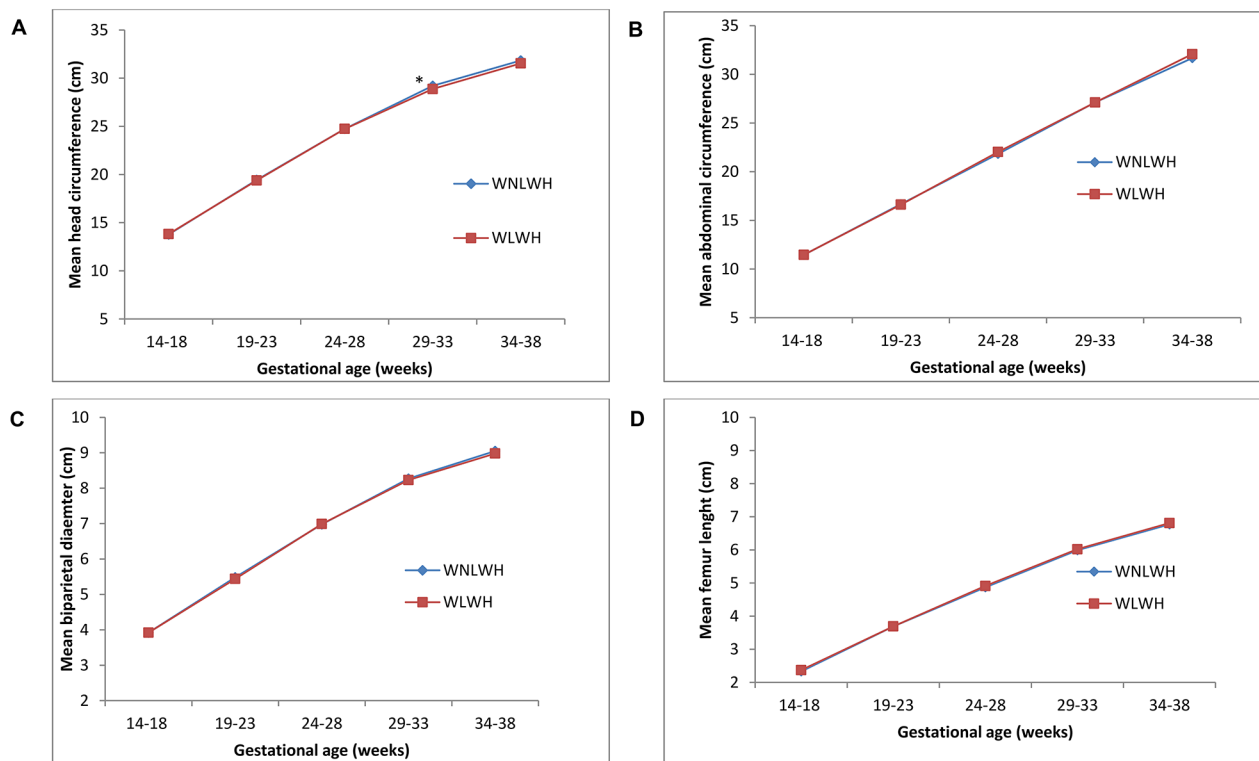 A
Mean head circumference (cm)
35
30
25
20
15
10
5
*
WNLWH
WLWH
14-18 19-23 24-28 29-33 34-38
Gestational age (weeks)
B
Mean abdominal circumference (cm)
35
30
25
20
15
10
5
WNLWH
WLWH
14-18 19-23 24-28 29-33 34-38
Gestational age (weeks)
C
Mean biparietal diaemter (cm)
10
9
8
7
6
5
4
3
2
WNLWH
WLWH
14-18 19-23 24-28 29-33 34-38
Gestational age (weeks)
D
Mean femur lenght (cm)
10
9
8
7
6
5
4
3
2
WNLWH
WLWH
14-18 19-23 24-28 29-33 34-38
Gestational age (weeks)